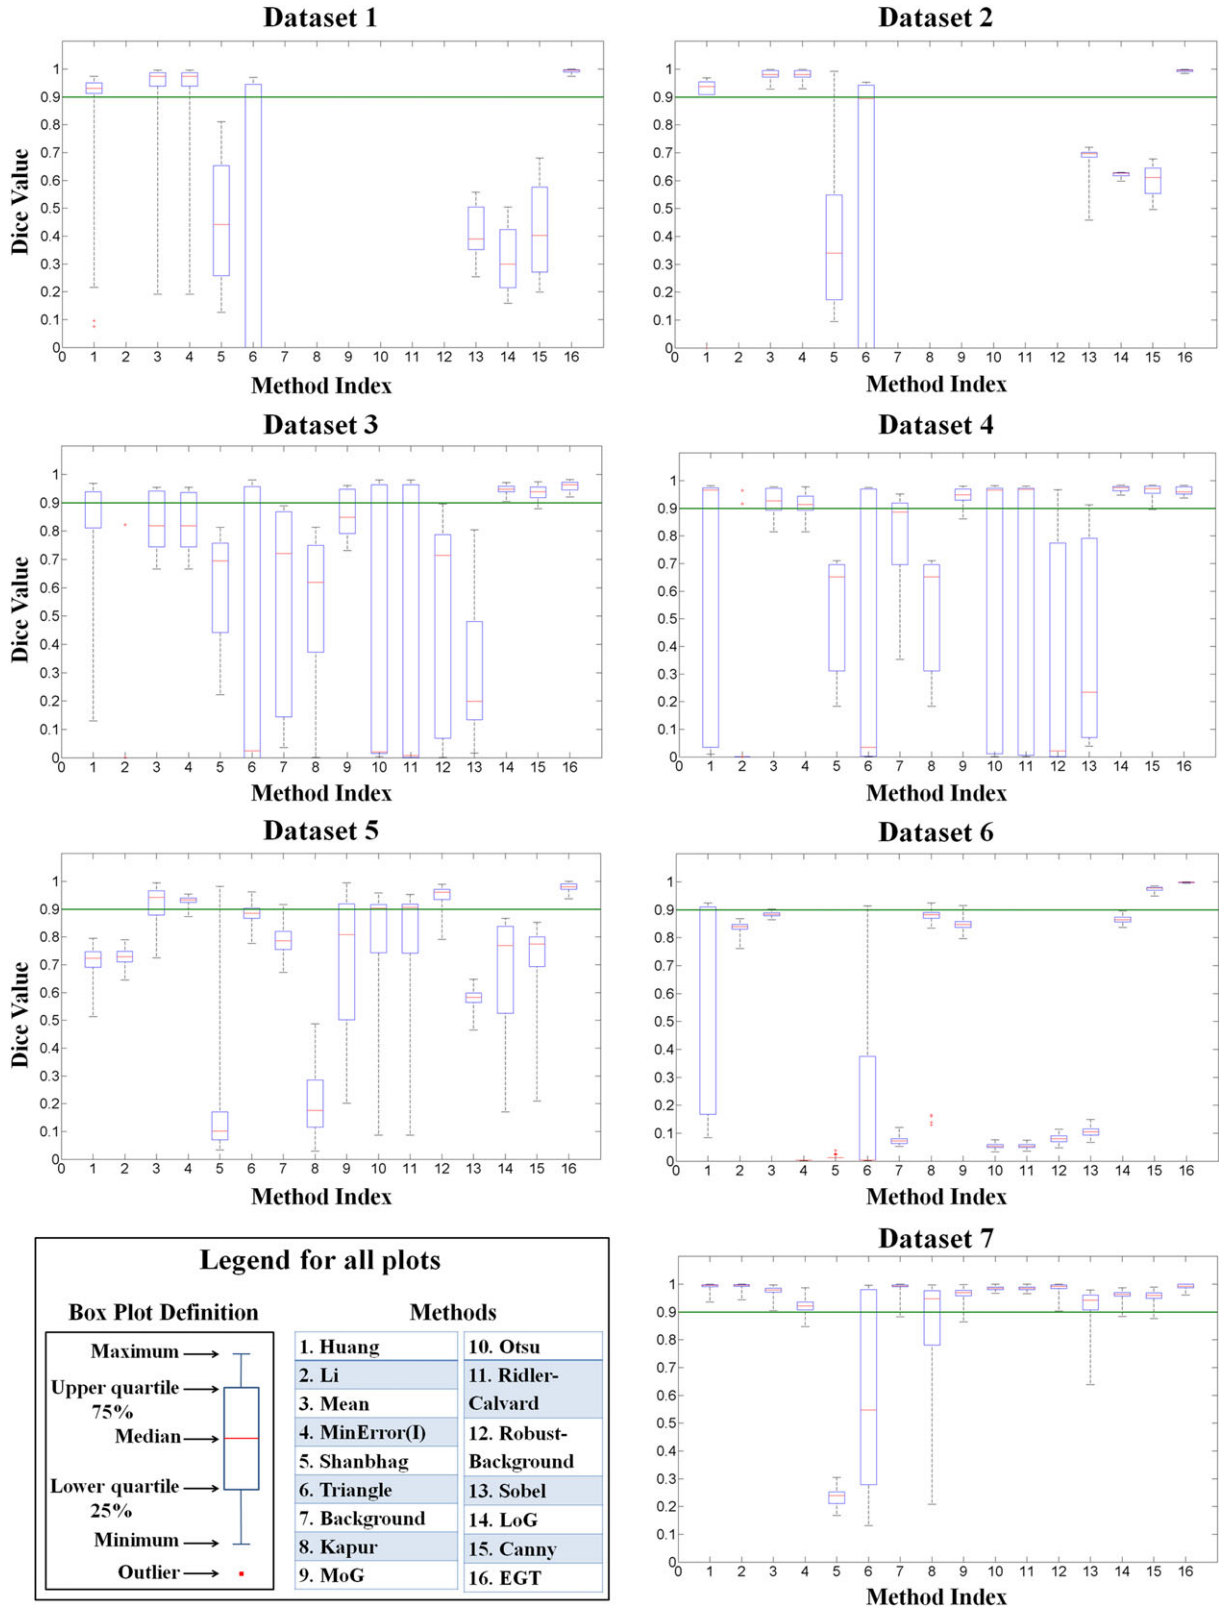 Dataset 1
Dice Value
1
0.9
0.8
0.7
0.6
0.5
0.4
0.3
0.2
0.1
0
0 1 2 3 4 5 6 7 8 9 10 11 12 13 14 15 16
Method Index
Dataset 2
1
0.9
0.8
0.7
0.6
0.5
0.4
0.3
0.2
0.1
0
0 1 2 3 4 5 6 7 8 9 10 11 12 13 14 15 16
Method Index
Dataset 3
Dice Value
1
0.9
0.8
0.7
0.6
0.5
0.4
0.3
0.2
0.1
0
0 1 2 3 4 5 6 7 8 9 10 11 12 13 14 15 16
Method Index
Dataset 4
1
0.9
0.8
0.7
0.6
0.5
0.4
0.3
0.2
0.1
0
0 1 2 3 4 5 6 7 8 9 10 11 12 13 14 15 16
Method Index
Dataset 5
Dice Value
1
0.9
0.8
0.7
0.6
0.5
0.4
0.3
0.2
0.1
0
0 1 2 3 4 5 6 7 8 9 10 11 12 13 14 15 16
Method Index
Dataset 6
1
0.9
0.8
0.7
0.6
0.5
0.4
0.3
0.2
0.1
0
0 1 2 3 4 5 6 7 8 9 10 11 12 13 14 15 16
Method Index
Legend for all plots
Box Plot Definition
Maximum
Upper quartile
75%
Median
Lower quartile
25%
Minimum
Outlier
Methods
1. Huang
2. Li
3. Mean
4. MinError(I)
5. Shanbhag
6. Triangle
7. Background
8. Kapur
9. MoG
10. Otsu
11. Ridler-
Calvard
12. Robust-
Background
13. Sobel
14. LoG
15. Canny
16. EGT
Dataset 7
1
0.9
0.8
0.7
0.6
0.5
0.4
0.3
0.2
0.1
0
0 1 2 3 4 5 6 7 8 9 10 11 12 13 14 15 16
Method Index